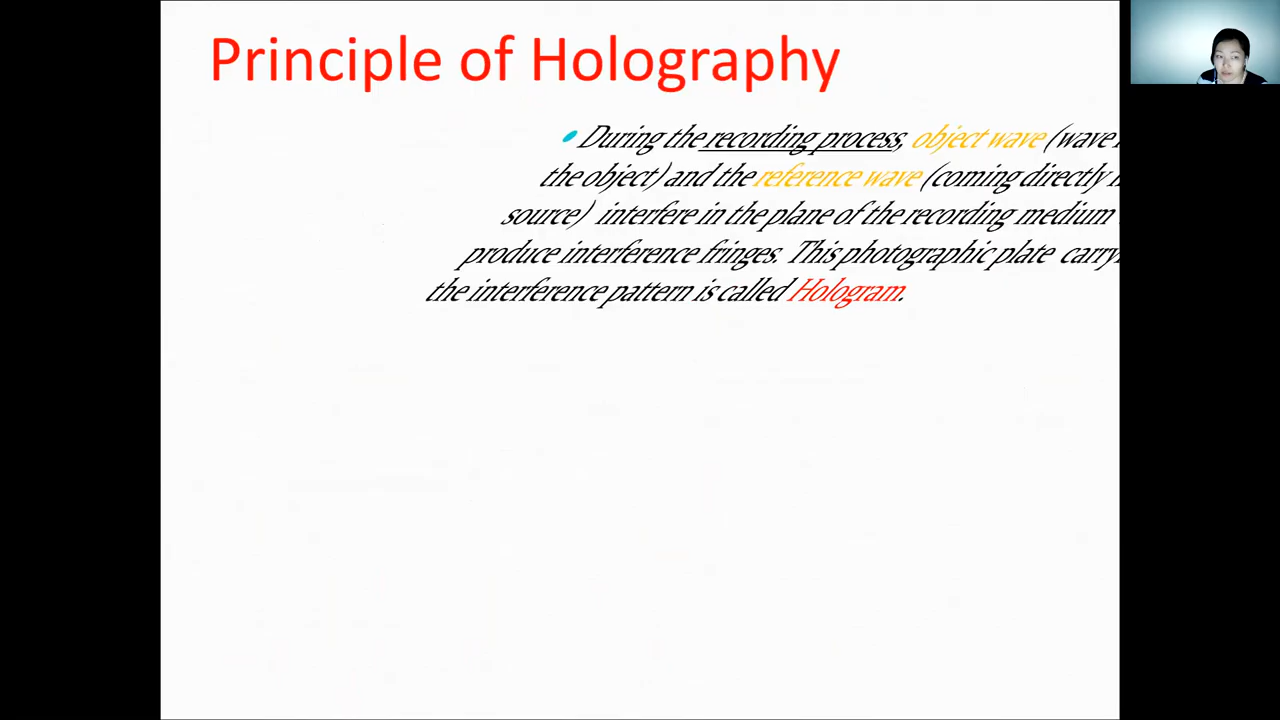 Principle of Holography
During the recording process, object wave (wave
the object) and the reference wave (coming directly
source) interfere in the plane of the recording medium
produce interference fringes. This photographic plate
the interference pattern is called Hologram.